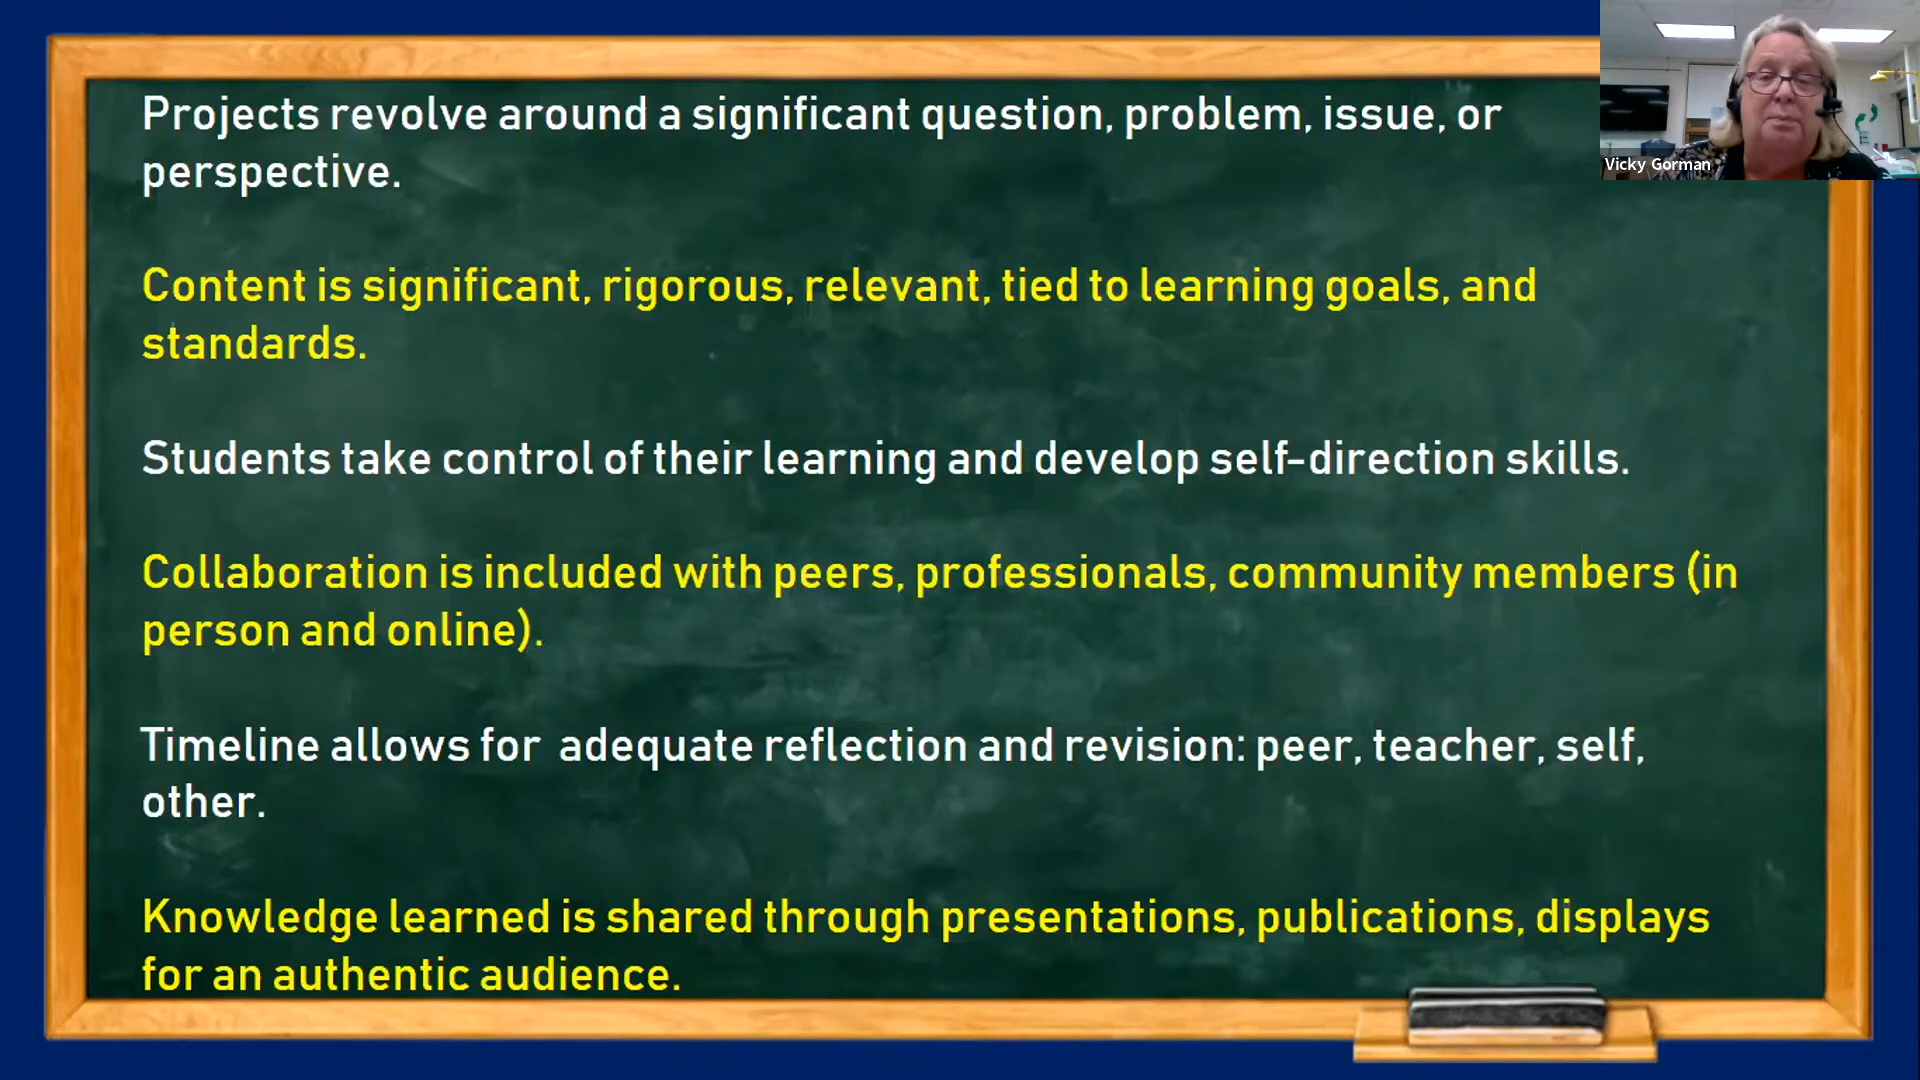 Projects revolve around a significant question, problem, issue, or
perspective.
Vicky Gorman
Content is significant, rigorous, relevant, tied to learning goals, and
standards.
Students take control of their learning and develop self-direction skills.
Collaboration is included with peers, professionals, community members (in
person and online).
Timeline allows for  adequate reflection and revision: peer, teacher, self,
other.
Knowledge learned is shared through presentations, publications, displays
for an authentic audience.